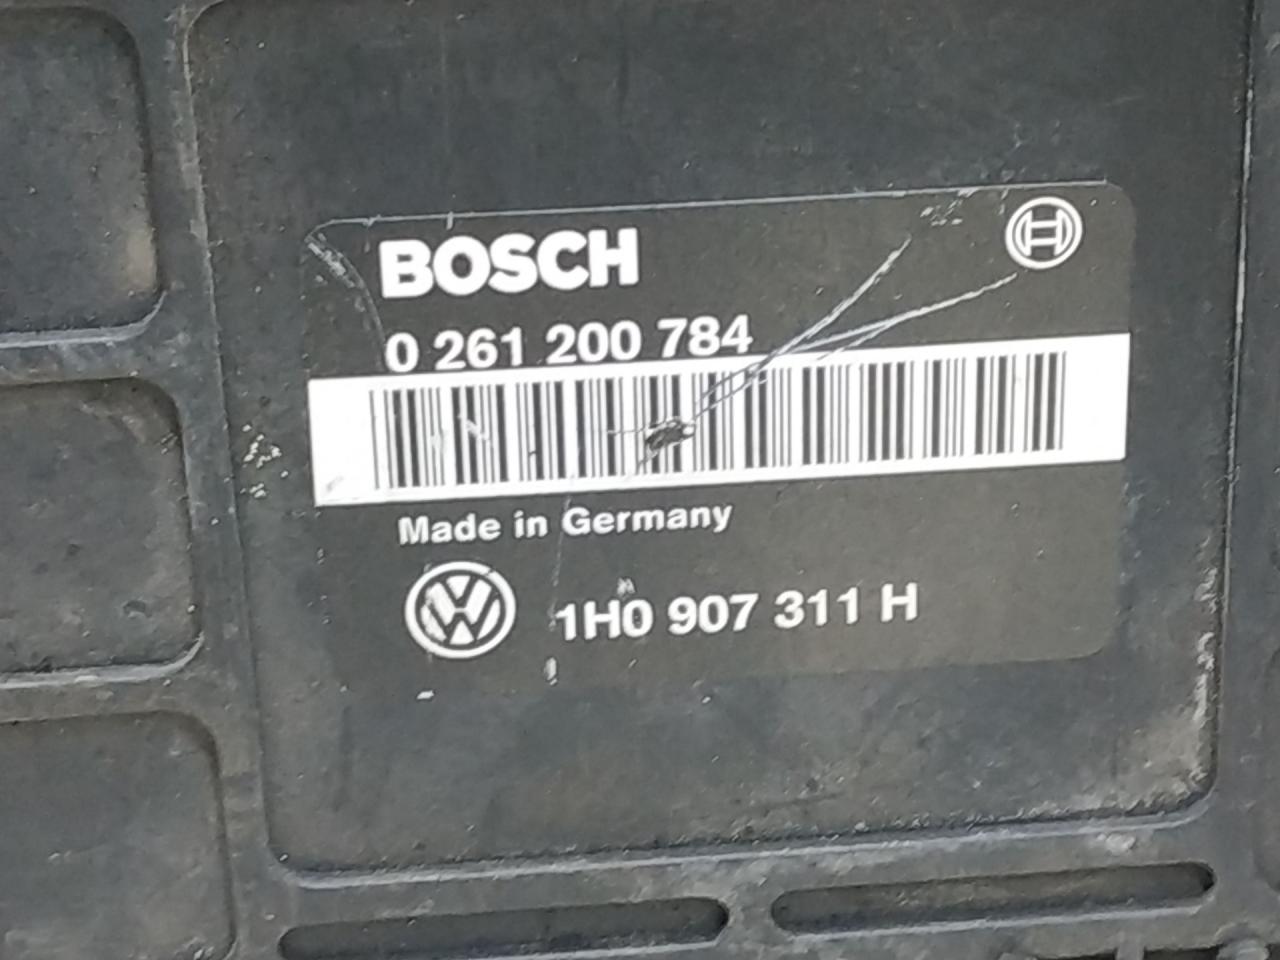 BOSCH
0 261 200 784
Made in Germany
1H0 907 311 H